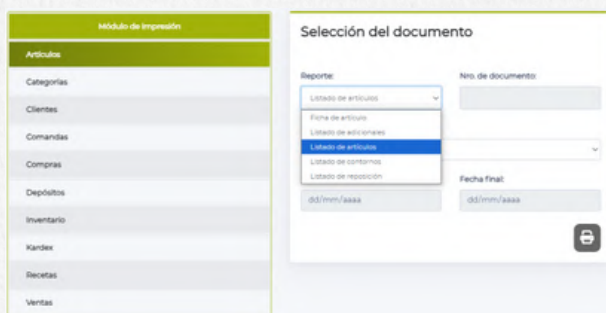 Módulo de impresión
Artículos
Categorías
Clientes
Comandas
Compras
Depósitos
Inventario
Kardex
Recetas
Ventas
Selección del documento
Reporte:
Nro. de documento:
Listado de artículos
Ficha de artículo
Listado de adicionales
Listado de artículos
Listado de contornos
Listado de reposición
Fecha final:
dd/mm/aaaa
dd/mm/aaaa